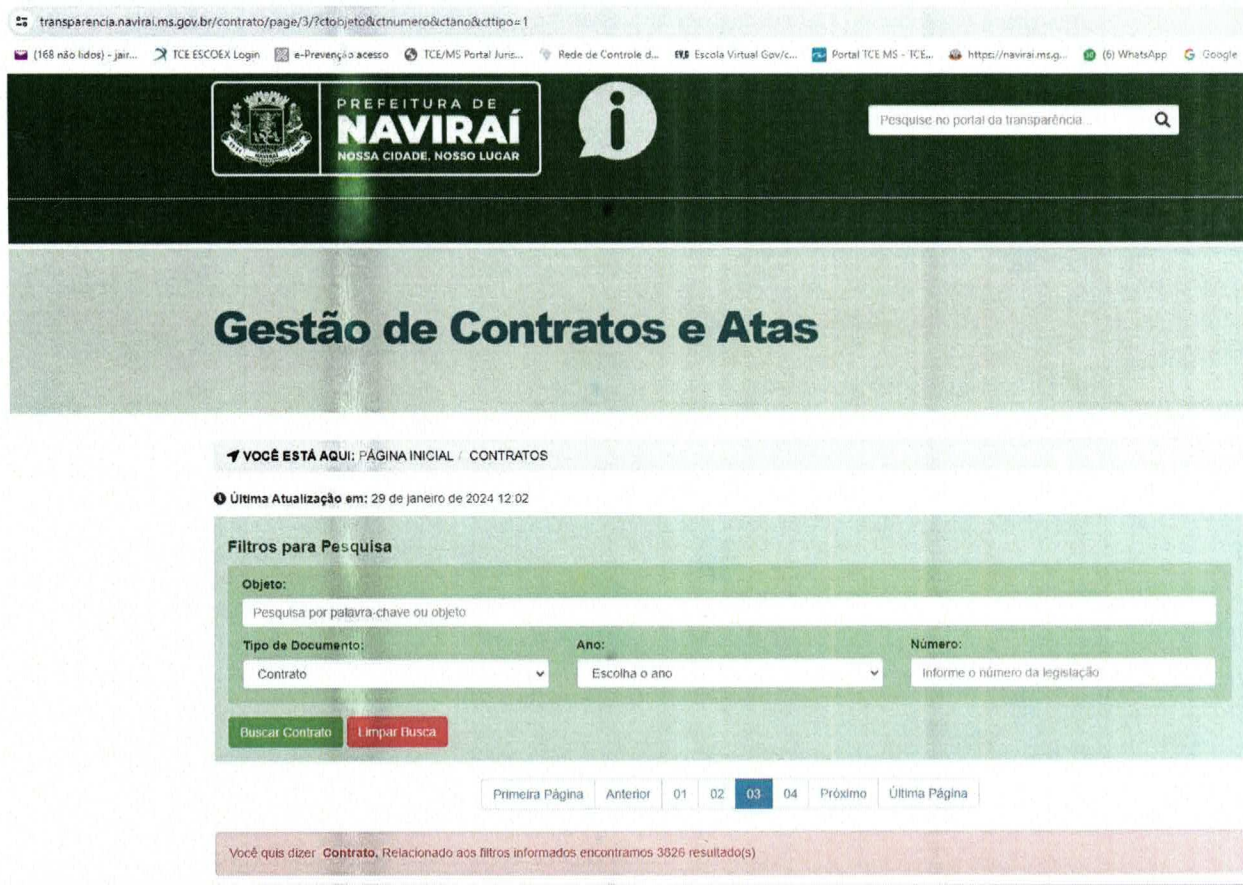 transparencia.navirai.ms.gov.br/contrato/page/3/?ctobjeto&ctnumero&ctano&cttipo=1
(168 não lidos) - jair... TCE ESCOEX Login e-Prevenção acesso TCE/MS Portal Juris... Rede de Controle d... EV.G Escola Virtual Gov/c... Portal TCE MS - TCE... https://navirai.ms.g... (6) WhatsApp Google
PREFEITURA DE
NAVIRAÍ
NOSSA CIDADE, NOSSO LUGAR
Pesquise no portal da transparência...
Gestão de Contratos e Atas
VOCÊ ESTÁ AQUI: PÁGINA INICIAL / CONTRATOS
Última Atualização em: 29 de janeiro de 2024 12:02
Filtros para Pesquisa
Objeto:
Pesquisa por palavra-chave ou objeto
Tipo de Documento: Ano: Número:
Contrato Escolha o ano Informe o número da legislação
Buscar Contrato Limpar Busca
Primeira Página Anterior 01 02 03 04 Próximo Última Página
Você quis dizer Contrato, Relacionado aos filtros informados encontramos 3826 resultado(s)